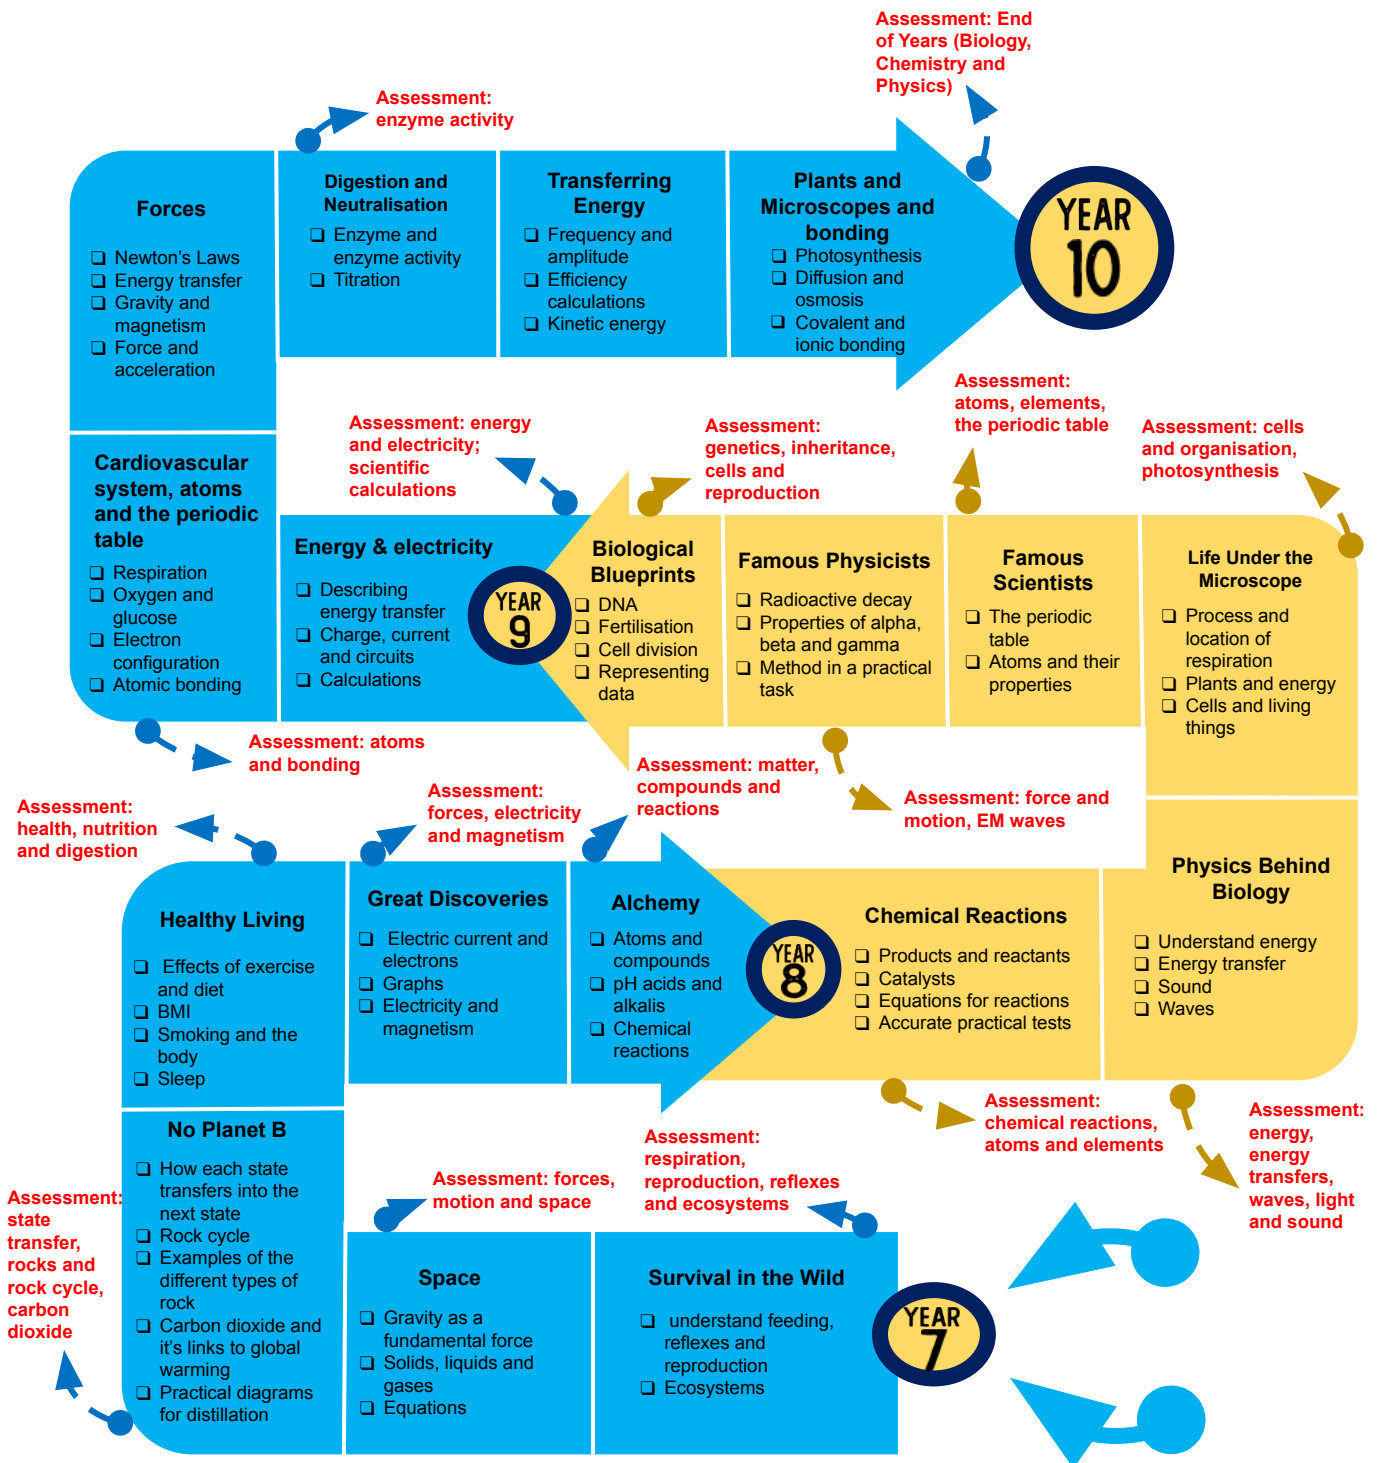 Assessment: End
of Years (Biology,
Chemistry and
Physics)
Assessment:
enzyme activity
Forces
❏ Newton's Laws
❏ Energy transfer
❏ Gravity and
magnetism
❏ Force and
acceleration
Digestion and
Neutralisation
❏ Enzyme and
enzyme activity
❏ Titration
Transferring
Energy
❏ Frequency and
amplitude
❏ Efficiency
calculations
❏ Kinetic energy
Plants and
Microscopes and
bonding
❏ Photosynthesis
❏ Diffusion and
osmosis
❏ Covalent and
ionic bonding
YEAR
10
Cardiovascular
system, atoms
and the periodic
table
❏ Respiration
❏ Oxygen and
glucose
❏ Electron
configuration
❏ Atomic bonding
Assessment: atoms
and bonding
Assessment: energy
and electricity;
scientific
calculations
Energy & electricity
❏ Describing
energy transfer
❏ Charge, current
and circuits
❏ Calculations
YEAR
9
Assessment:
genetics, inheritance,
cells and
reproduction
Biological
Blueprints
❏ DNA
❏ Fertilisation
❏ Cell division
❏ Representing
data
Famous Physicists
❏ Radioactive decay
❏ Properties of alpha,
beta and gamma
❏ Method in a practical
task
Assessment: force and
motion, EM waves
Assessment:
atoms, elements,
the periodic table
Famous
Scientists
❏ The periodic
table
❏ Atoms and their
properties
Assessment: cells
and organisation,
photosynthesis
Life Under the
Microscope
❏ Process and
location of
respiration
❏ Plants and energy
❏ Cells and living
things
Assessment:
health, nutrition
and digestion
Healthy Living
❏ Effects of exercise
and diet
❏ BMI
❏ Smoking and the
body
❏ Sleep
Assessment:
forces, electricity
and magnetism
Great Discoveries
❏ Electric current and
electrons
❏ Graphs
❏ Electricity and
magnetism
Assessment: matter,
compounds and
reactions
Alchemy
❏ Atoms and
compounds
❏ pH acids and
alkalis
❏ Chemical
reactions
YEAR
8
Chemical Reactions
❏ Products and reactants
❏ Catalysts
❏ Equations for reactions
❏ Accurate practical tests
Assessment:
chemical reactions,
atoms and elements
Physics Behind
Biology
❏ Understand energy
❏ Energy transfer
❏ Sound
❏ Waves
Assessment:
energy,
energy
transfers,
waves, light
and sound
No Planet B
❏ How each state
transfers into the
next state
❏ Rock cycle
❏ Examples of the
different types of
rock
❏ Carbon dioxide and
it's links to global
warming
❏ Practical diagrams
for distillation
Assessment:
state
transfer,
rocks and
rock cycle,
carbon
dioxide
Assessment: forces,
motion and space
Space
❏ Gravity as a
fundamental force
❏ Solids, liquids and
gases
❏ Equations
Assessment:
respiration,
reproduction, reflexes
and ecosystems
Survival in the Wild
❏ understand feeding,
reflexes and
reproduction
❏ Ecosystems
YEAR
7